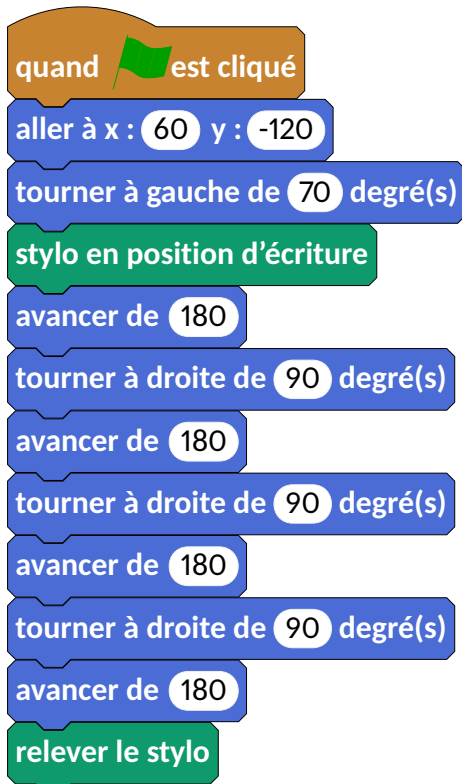 quand est cliqué
aller à x : 60 y : -120
tourner à gauche de 70 degré(s)
stylo en position d’écriture
avancer de 180
tourner à droite de 90 degré(s)
avancer de 180
tourner à droite de 90 degré(s)
avancer de 180
tourner à droite de 90 degré(s)
avancer de 180
relever le stylo